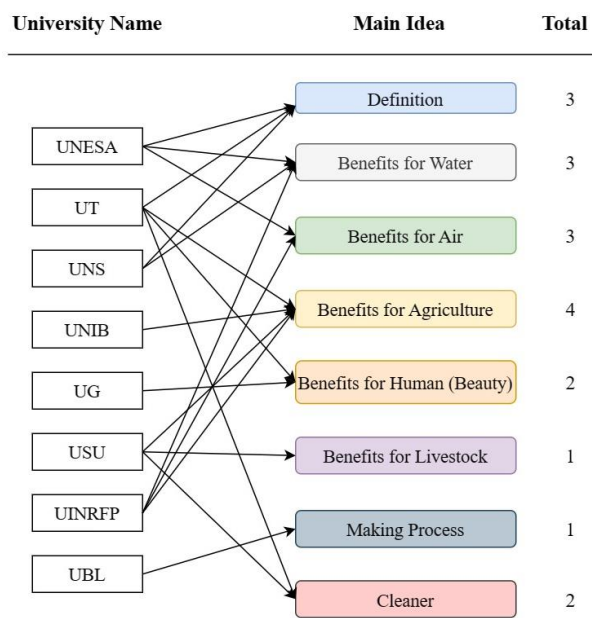 University Name Main Idea Total
Definition 3
UNESA
Benefits for Water 3
UT
Benefits for Air 3
UNS
Benefits for Agriculture 4
UNIB
Benefits for Human (Beauty) 2
UG
USU
Benefits for Livestock 1
UINRFP
Making Process 1
UBL
Cleaner 2